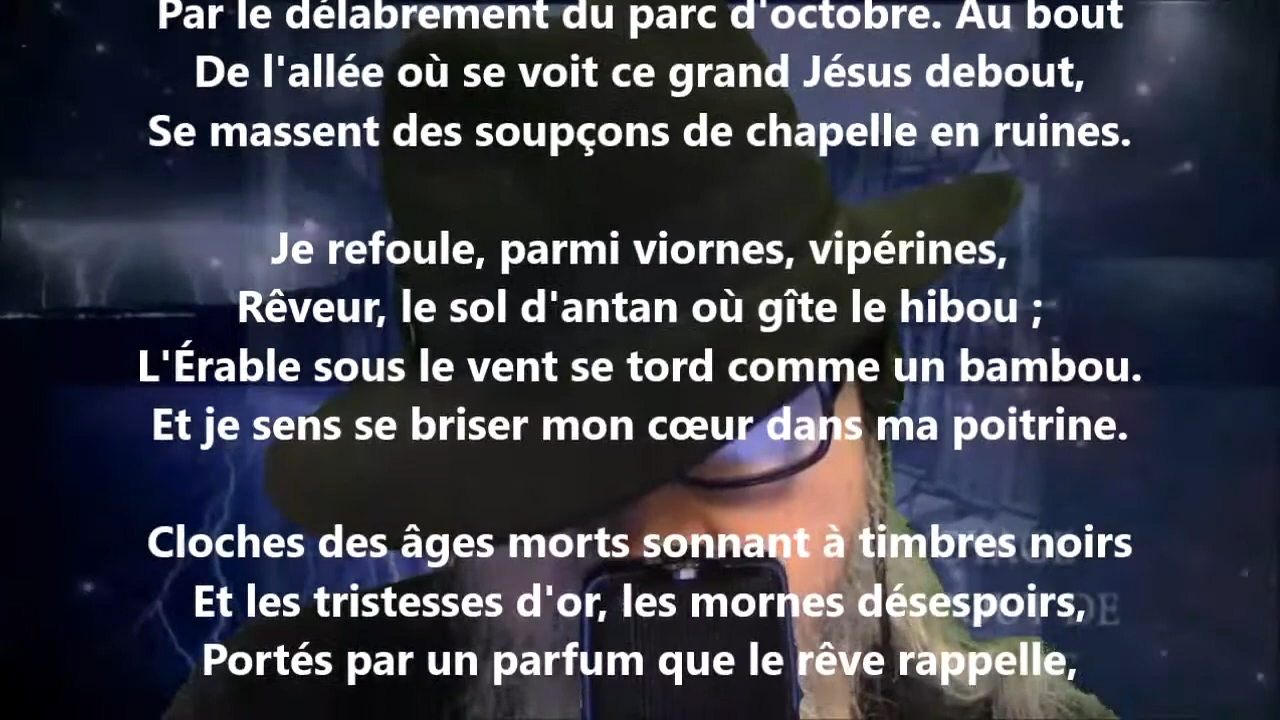 Par le délabrement du parc d'octobre. Au bout
De l'allée où se voit ce grand Jésus debout,
Se massent des soupçons de chapelle en ruines.
Je refoule, parmi viornes, vipérines,
Rêveur, le sol d'antan où gîte le hibou ;
L'Érable sous le vent se tord comme un bambou.
Et je sens se briser mon cœur dans ma poitrine.
Cloches des âges morts sonnant à timbres noirs
Et les tristesses d'or, les mornes désespoirs,
Portés par un parfum que le rêve rappelle,
DE